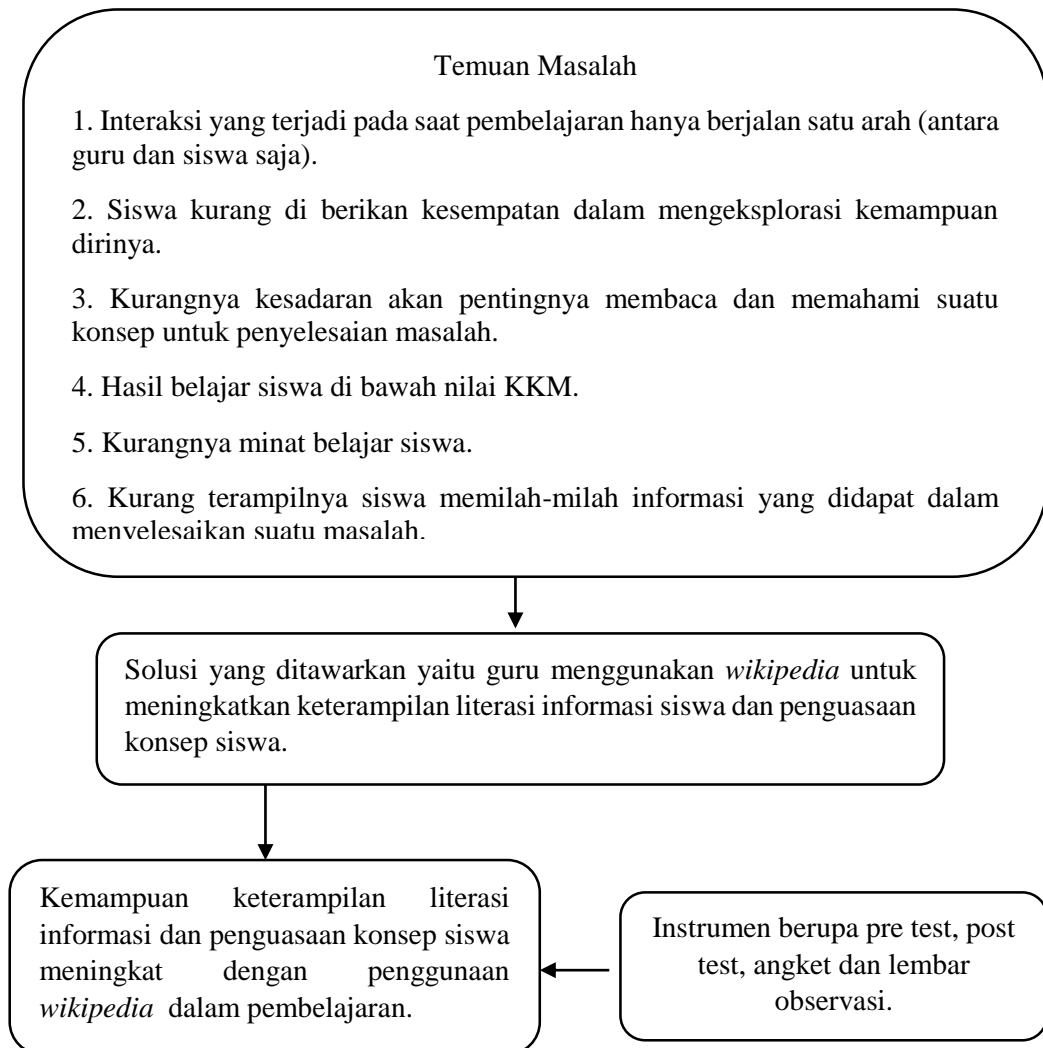 Temuan Masalah
1. Interaksi yang terjadi pada saat pembelajaran hanya berjalan satu arah (antara
guru dan siswa saja).
2. Siswa kurang di berikan kesempatan dalam mengeksplorasi kemampuan
dirinya.
3. Kurangnya kesadaran akan pentingnya membaca dan memahami suatu
konsep untuk penyelesaian masalah.
4. Hasil belajar siswa di bawah nilai KKM.
5. Kurangnya minat belajar siswa.
6. Kurang terampilnya siswa memilah-milah informasi yang didapat dalam
menyelesaikan suatu masalah.
Solusi yang ditawarkan yaitu guru menggunakan wikipedia untuk
meningkatkan keterampilan literasi informasi siswa dan penguasaan
konsep siswa.
Kemampuan keterampilan literasi
informasi dan penguasaan konsep siswa
meningkat dengan penggunaan
wikipedia dalam pembelajaran.
Instrumen berupa pre test, post
test, angket dan lembar
observasi.